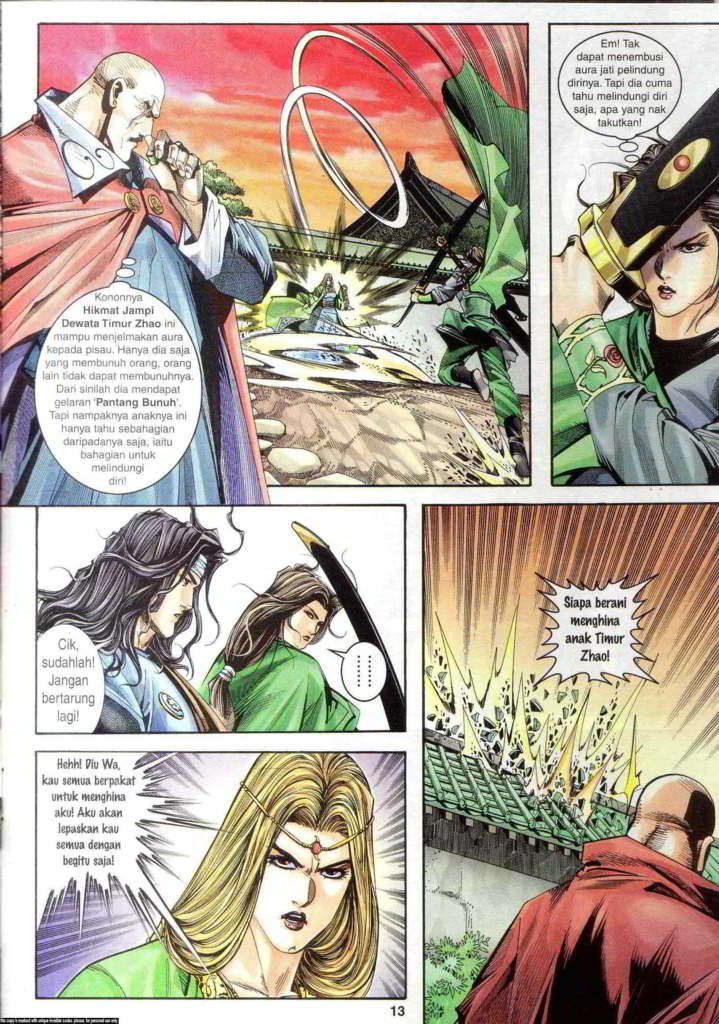 Kononnya
Hikmat Jampi
Dewata Timur Zhao ini
mampu menjelmakan aura
kepada pisau. Hanya dia saja
yang membunuh orang, orang
lain tidak dapat membunuhnya.
Dari sinilah dia mendapat
gelaran 'Pantang Bunuh'.
Tapi nampaknya anaknya ini
hanya tahu sebahagian
daripadanya saja, iaitu
bahagian untuk
melindungi
diri!
Em! Tak
dapat menembusi
aura jati pelindung
dirinya. Tapi dia cuma
tahu melindungi diri
saja, apa yang nak
takutkan!
Cik,
sudahlah!
Jangan
bertarung
lagi!
Siapa berani
menghina
anak Timur
Zhao!
Hehh! Diu Wa,
kau semua berpakat
untuk menghina
aku! Aku akan
lepaskan kau
semua dengan
begitu saja!
13
this copy is marked with unique invisible codes. please, for personal use only